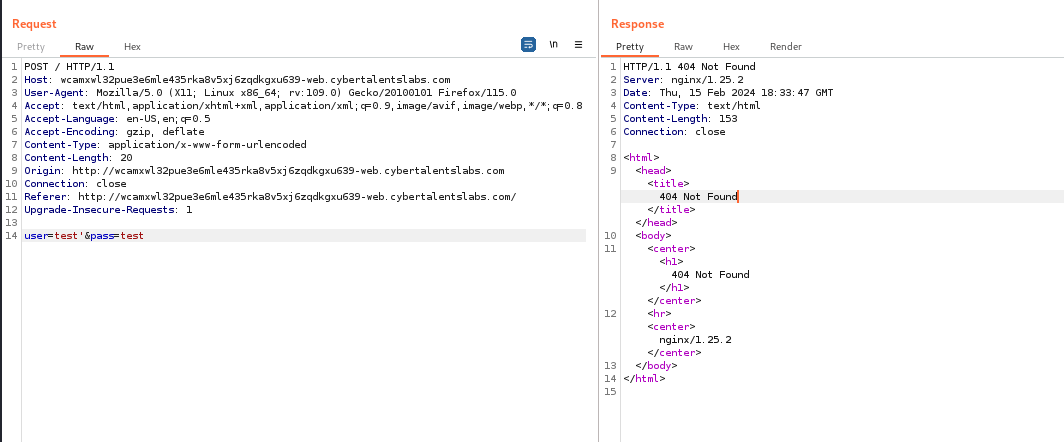 Request
Pretty Raw Hex
\n
1 POST / HTTP/1.1
2 Host: wcamxwl32pue3e6mle435rka8v5xj6zqdkgxu639-web.cybertalentslabs.com
3 User-Agent: Mozilla/5.0 (X11; Linux x86_64; rv:109.0) Gecko/20100101 Firefox/115.0
4 Accept: text/html,application/xhtml+xml,application/xml;q=0.9,image/avif,image/webp,*/*;q=0.8
5 Accept-Language: en-US,en;q=0.5
6 Accept-Encoding: gzip, deflate
7 Content-Type: application/x-www-form-urlencoded
8 Content-Length: 20
9 Origin: http://wcamxwl32pue3e6mle435rka8v5xj6zqdkgxu639-web.cybertalentslabs.com
10 Connection: close
11 Referer: http://wcamxwl32pue3e6mle435rka8v5xj6zqdkgxu639-web.cybertalentslabs.com/
12 Upgrade-Insecure-Requests: 1
13
14 user=test'&pass=test
Response
Pretty Raw Hex Render
1 HTTP/1.1 404 Not Found
2 Server: nginx/1.25.2
3 Date: Thu, 15 Feb 2024 18:33:47 GMT
4 Content-Type: text/html
5 Content-Length: 153
6 Connection: close
7
8 <html>
9 <head>
<title>
404 Not Found
</title>
</head>
10 <body>
11 <center>
<h1>
404 Not Found
</h1>
</center>
12 <hr>
<center>
nginx/1.25.2
</center>
13 </body>
14 </html>
15